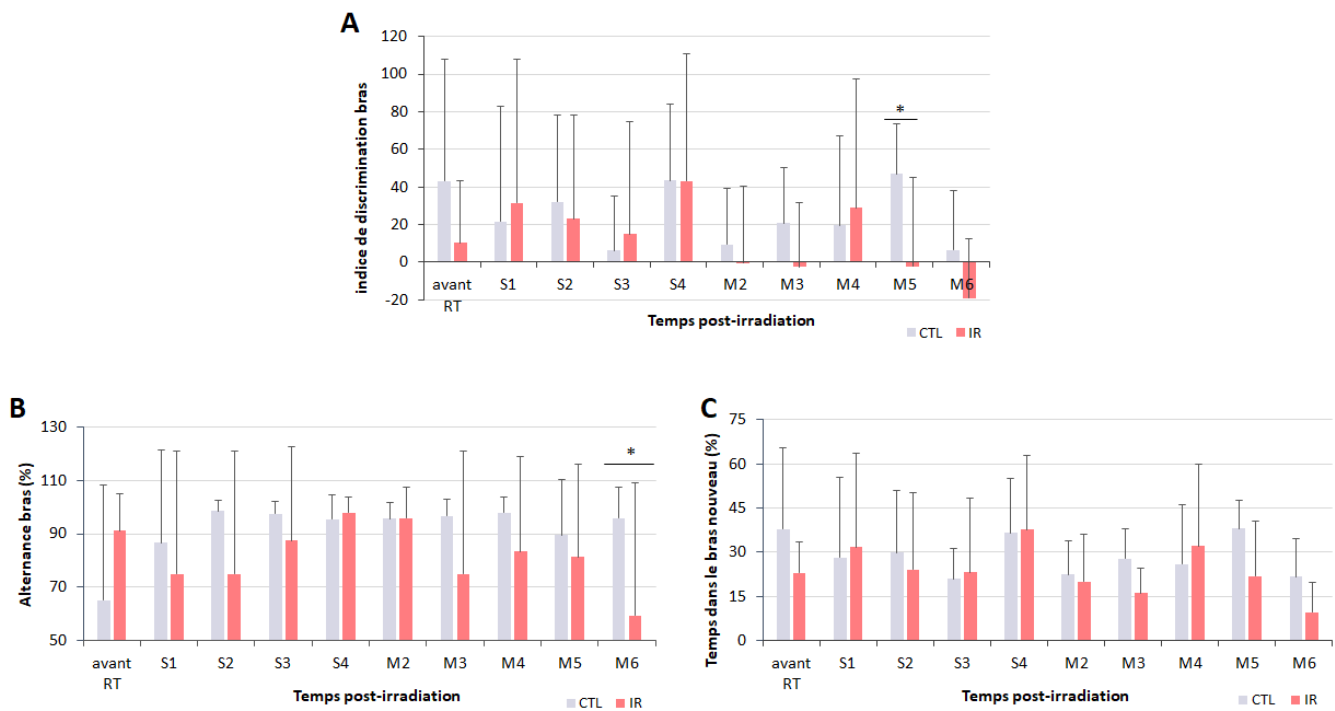 A
indice de discrimination bras
120
100
80
60
40
20
0
-20
*
avant RT S1 S2 S3 S4 M2 M3 M4 M5 M6
Temps post-irradiation
CTL IR
B
Alternance bras (%)
130
110
90
70
50
*
avant RT S1 S2 S3 S4 M2 M3 M4 M5 M6
Temps post-irradiation
CTL IR
C
Temps dans le bras nouveau (%)
75
60
45
30
15
0
avant RT S1 S2 S3 S4 M2 M3 M4 M5 M6
Temps post-irradiation
CTL IR